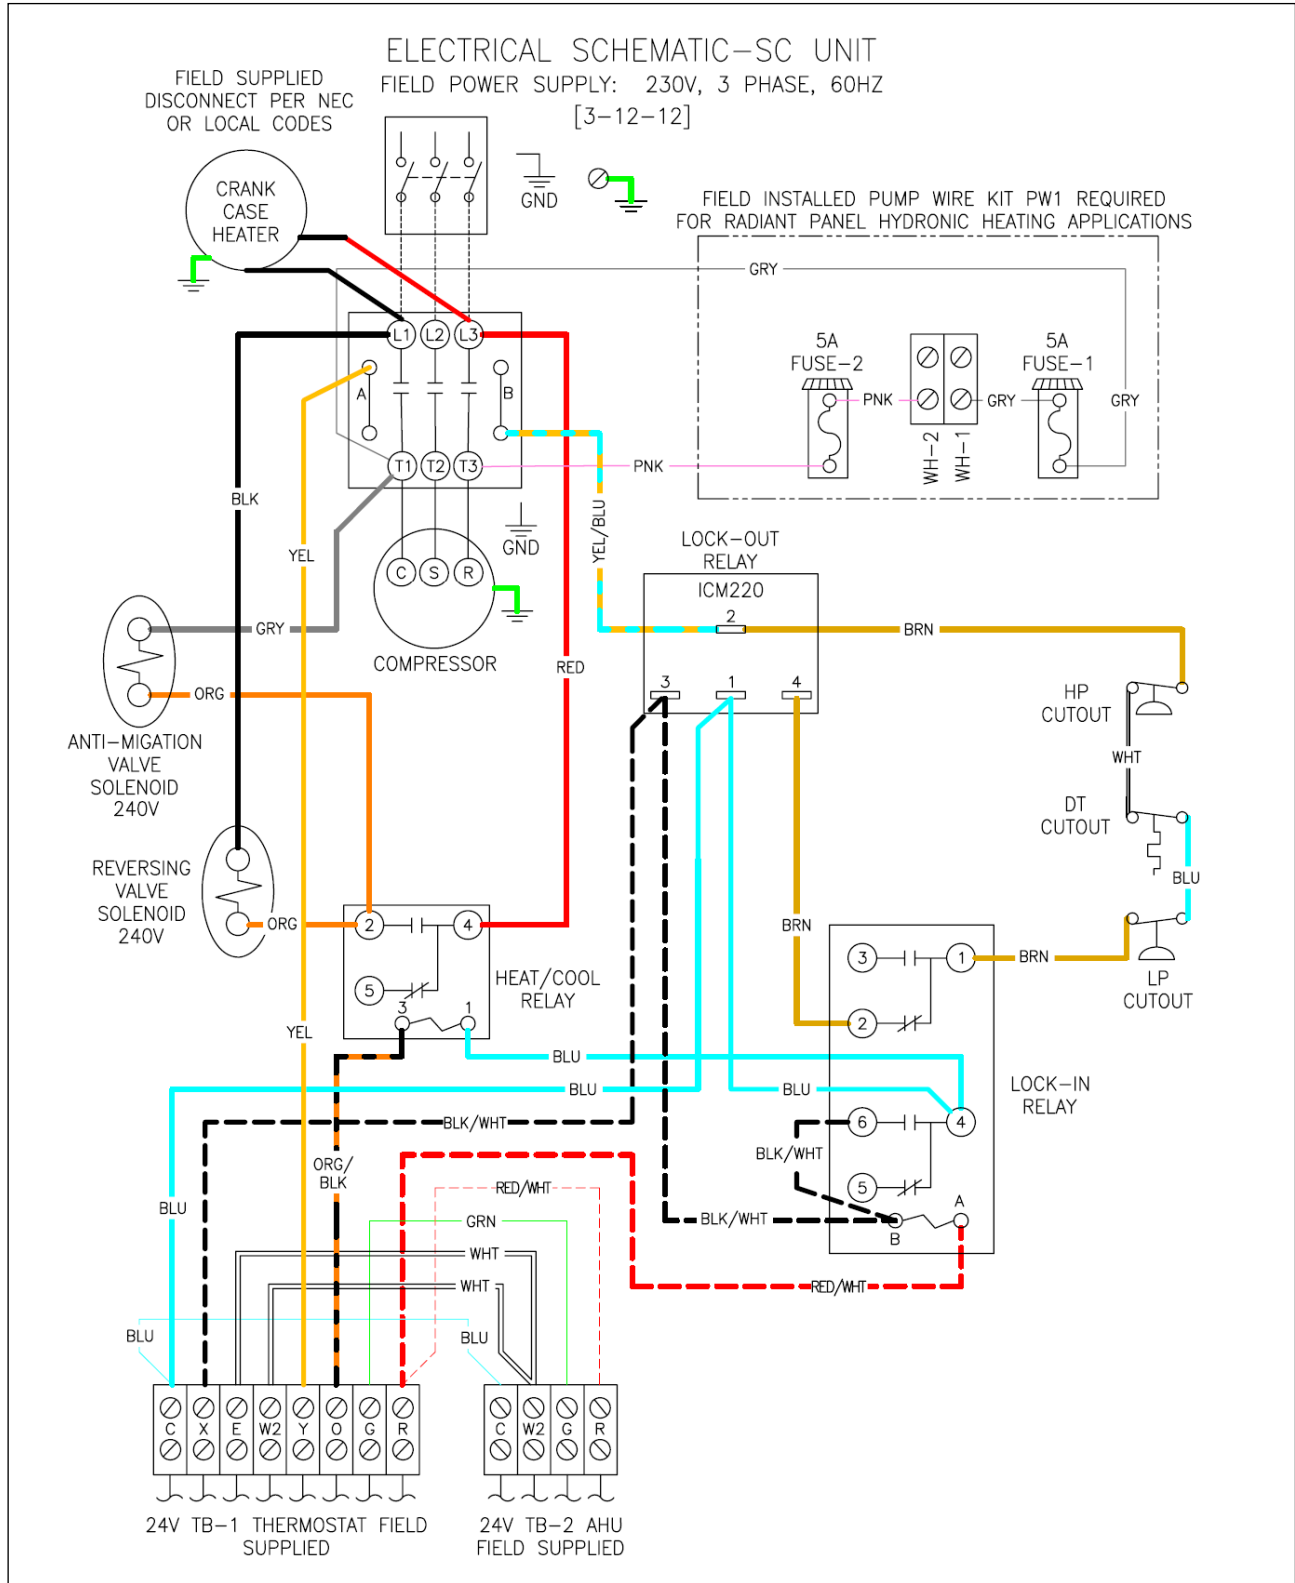 ELECTRICAL SCHEMATIC-SC UNIT
FIELD POWER SUPPLY: 230V, 3 PHASE, 60HZ
[3-12-12]
FIELD SUPPLIED
DISCONNECT PER NEC
OR LOCAL CODES
CRANK
CASE
HEATER
GND
FIELD INSTALLED PUMP WIRE KIT PW1 REQUIRED
FOR RADIANT PANEL HYDRONIC HEATING APPLICATIONS
GRY
L1 L2 L3
5A
FUSE-2
5A
FUSE-1
A
B
PNK
GRY
GRY
WH-2
WH-1
T1 T2 T3
PNK
BLK
YEL
YEL/BLU
GND
C S R
COMPRESSOR
LOCK-OUT
RELAY
ICM220
2
3 1 4
GRY
RED
BRN
ORG
ANTI-MIGATION
VALVE
SOLENOID
240V
HP
CUTOUT
WHT
DT
CUTOUT
BLU
REVERSING
VALVE
SOLENOID
240V
ORG
2 4
5
3 1
HEAT/COOL
RELAY
BRN
3 1
2
BRN
LP
CUTOUT
YEL
BLU
BLU
BLU
LOCK-IN
RELAY
BLK/WHT
6 4
BLK/WHT
5
A
B
ORG/
BLK
BLU
RED/WHT
BLK/WHT
GRN
WHT
WHT
RED/WHT
BLU
BLU
C X E W2 Y O G R
C W2 G R
24V TB-1 THERMOSTAT FIELD
SUPPLIED
24V TB-2 AHU
FIELD SUPPLIED